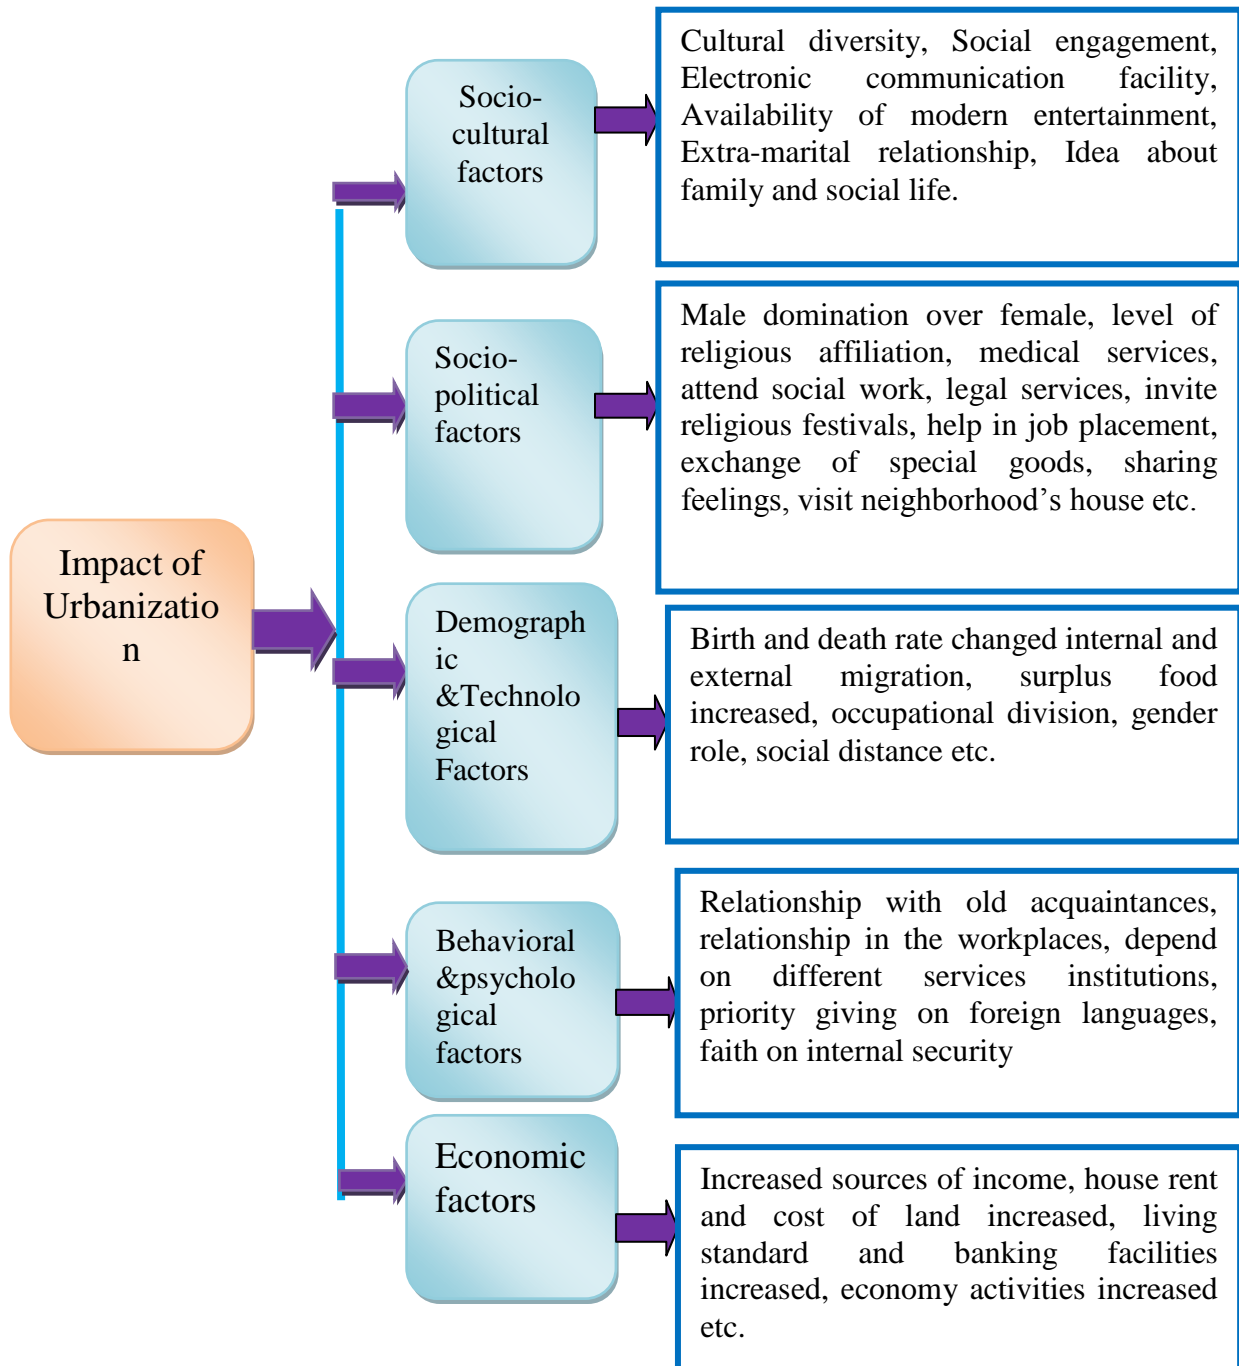 Impact of
Urbanizatio
n
Socio-
cultural
factors
Cultural diversity, Social engagement,
Electronic communication facility,
Availability of modern entertainment,
Extra-marital relationship, Idea about
family and social life.
Socio-
political
factors
Male domination over female, level of
religious affiliation, medical services,
attend social work, legal services, invite
religious festivals, help in job placement,
exchange of special goods, sharing
feelings, visit neighborhood’s house etc.
Demograph
ic
&Technolo
gical
Factors
Birth and death rate changed internal and
external migration, surplus food
increased, occupational division, gender
role, social distance etc.
Behavioral
&psycholo
gical
factors
Relationship with old acquaintances,
relationship in the workplaces, depend
on different services institutions,
priority giving on foreign languages,
faith on internal security
Economic
factors
Increased sources of income, house rent
and cost of land increased, living
standard and banking facilities
increased, economy activities increased
etc.